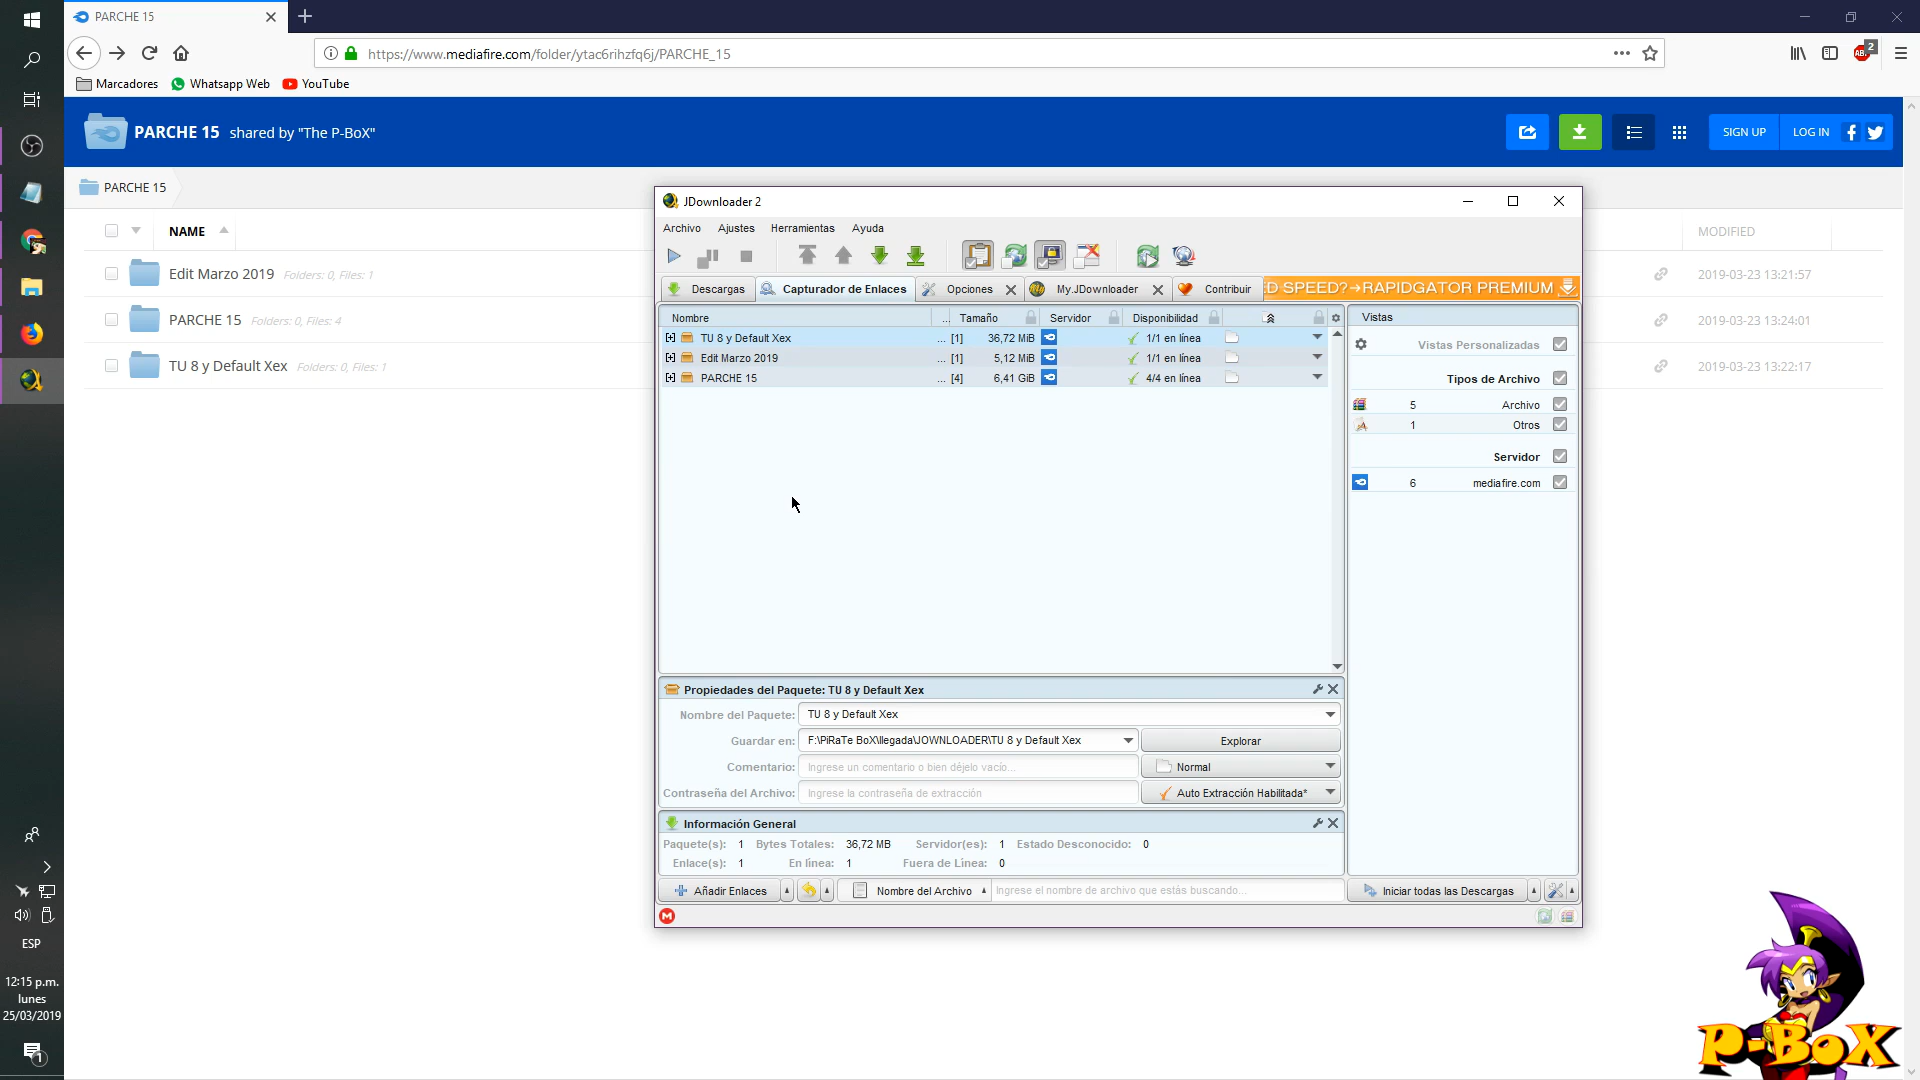 PARCHE 15
https://www.mediafire.com/folder/ytac6rihzfq6j/PARCHE_15
2
Marcadores Whatsapp Web YouTube
PARCHE 15 shared by "The P-BoX"
SIGN UP LOG IN
PARCHE 15
NAME
MODIFIED
Edit Marzo 2019 Folders: 0, Files: 1
2019-03-23 13:21:57
PARCHE 15 Folders: 0, Files: 4
2019-03-23 13:24:01
TU 8 y Default Xex Folders: 0, Files: 1
2019-03-23 13:22:17
JDownloader 2
Archivo Ajustes Herramientas Ayuda
Descargas Capturador de Enlaces Opciones My.JDownloader Contribuir ED SPEED?→RAPIDGATOR PREMIUM
Nombre ... Tamaño Servidor Disponibilidad
TU 8 y Default Xex ... [1] 36,72 MiB 1/1 en línea
Edit Marzo 2019 ... [1] 5,12 MiB 1/1 en línea
PARCHE 15 ... [4] 6,41 GiB 4/4 en línea
Vistas
Vistas Personalizadas
Tipos de Archivo
5 Archivo
1 Otros
Servidor
6 mediafire.com
Propiedades del Paquete: TU 8 y Default Xex
Nombre del Paquete: TU 8 y Default Xex
Guardar en: F:\PiRaTe BoX\llegada\JOWNLOADER\TU 8 y Default Xex Explorar
Comentario: Ingrese un comentario o bien déjelo vacío... Normal
Contraseña del Archivo: Ingrese la contraseña de extracción Auto Extracción Habilitada*
Información General
Paquete(s): 1 Bytes Totales: 36,72 MB Servidor(es): 1 Estado Desconocido: 0
Enlace(s): 1 En línea: 1 Fuera de Línea: 0
Añadir Enlaces Nombre del Archivo Ingrese el nombre de archivo que estás buscando... Iniciar todas las Descargas
M
ESP
12:15 p.m.
lunes
25/03/2019
1
P-BoX